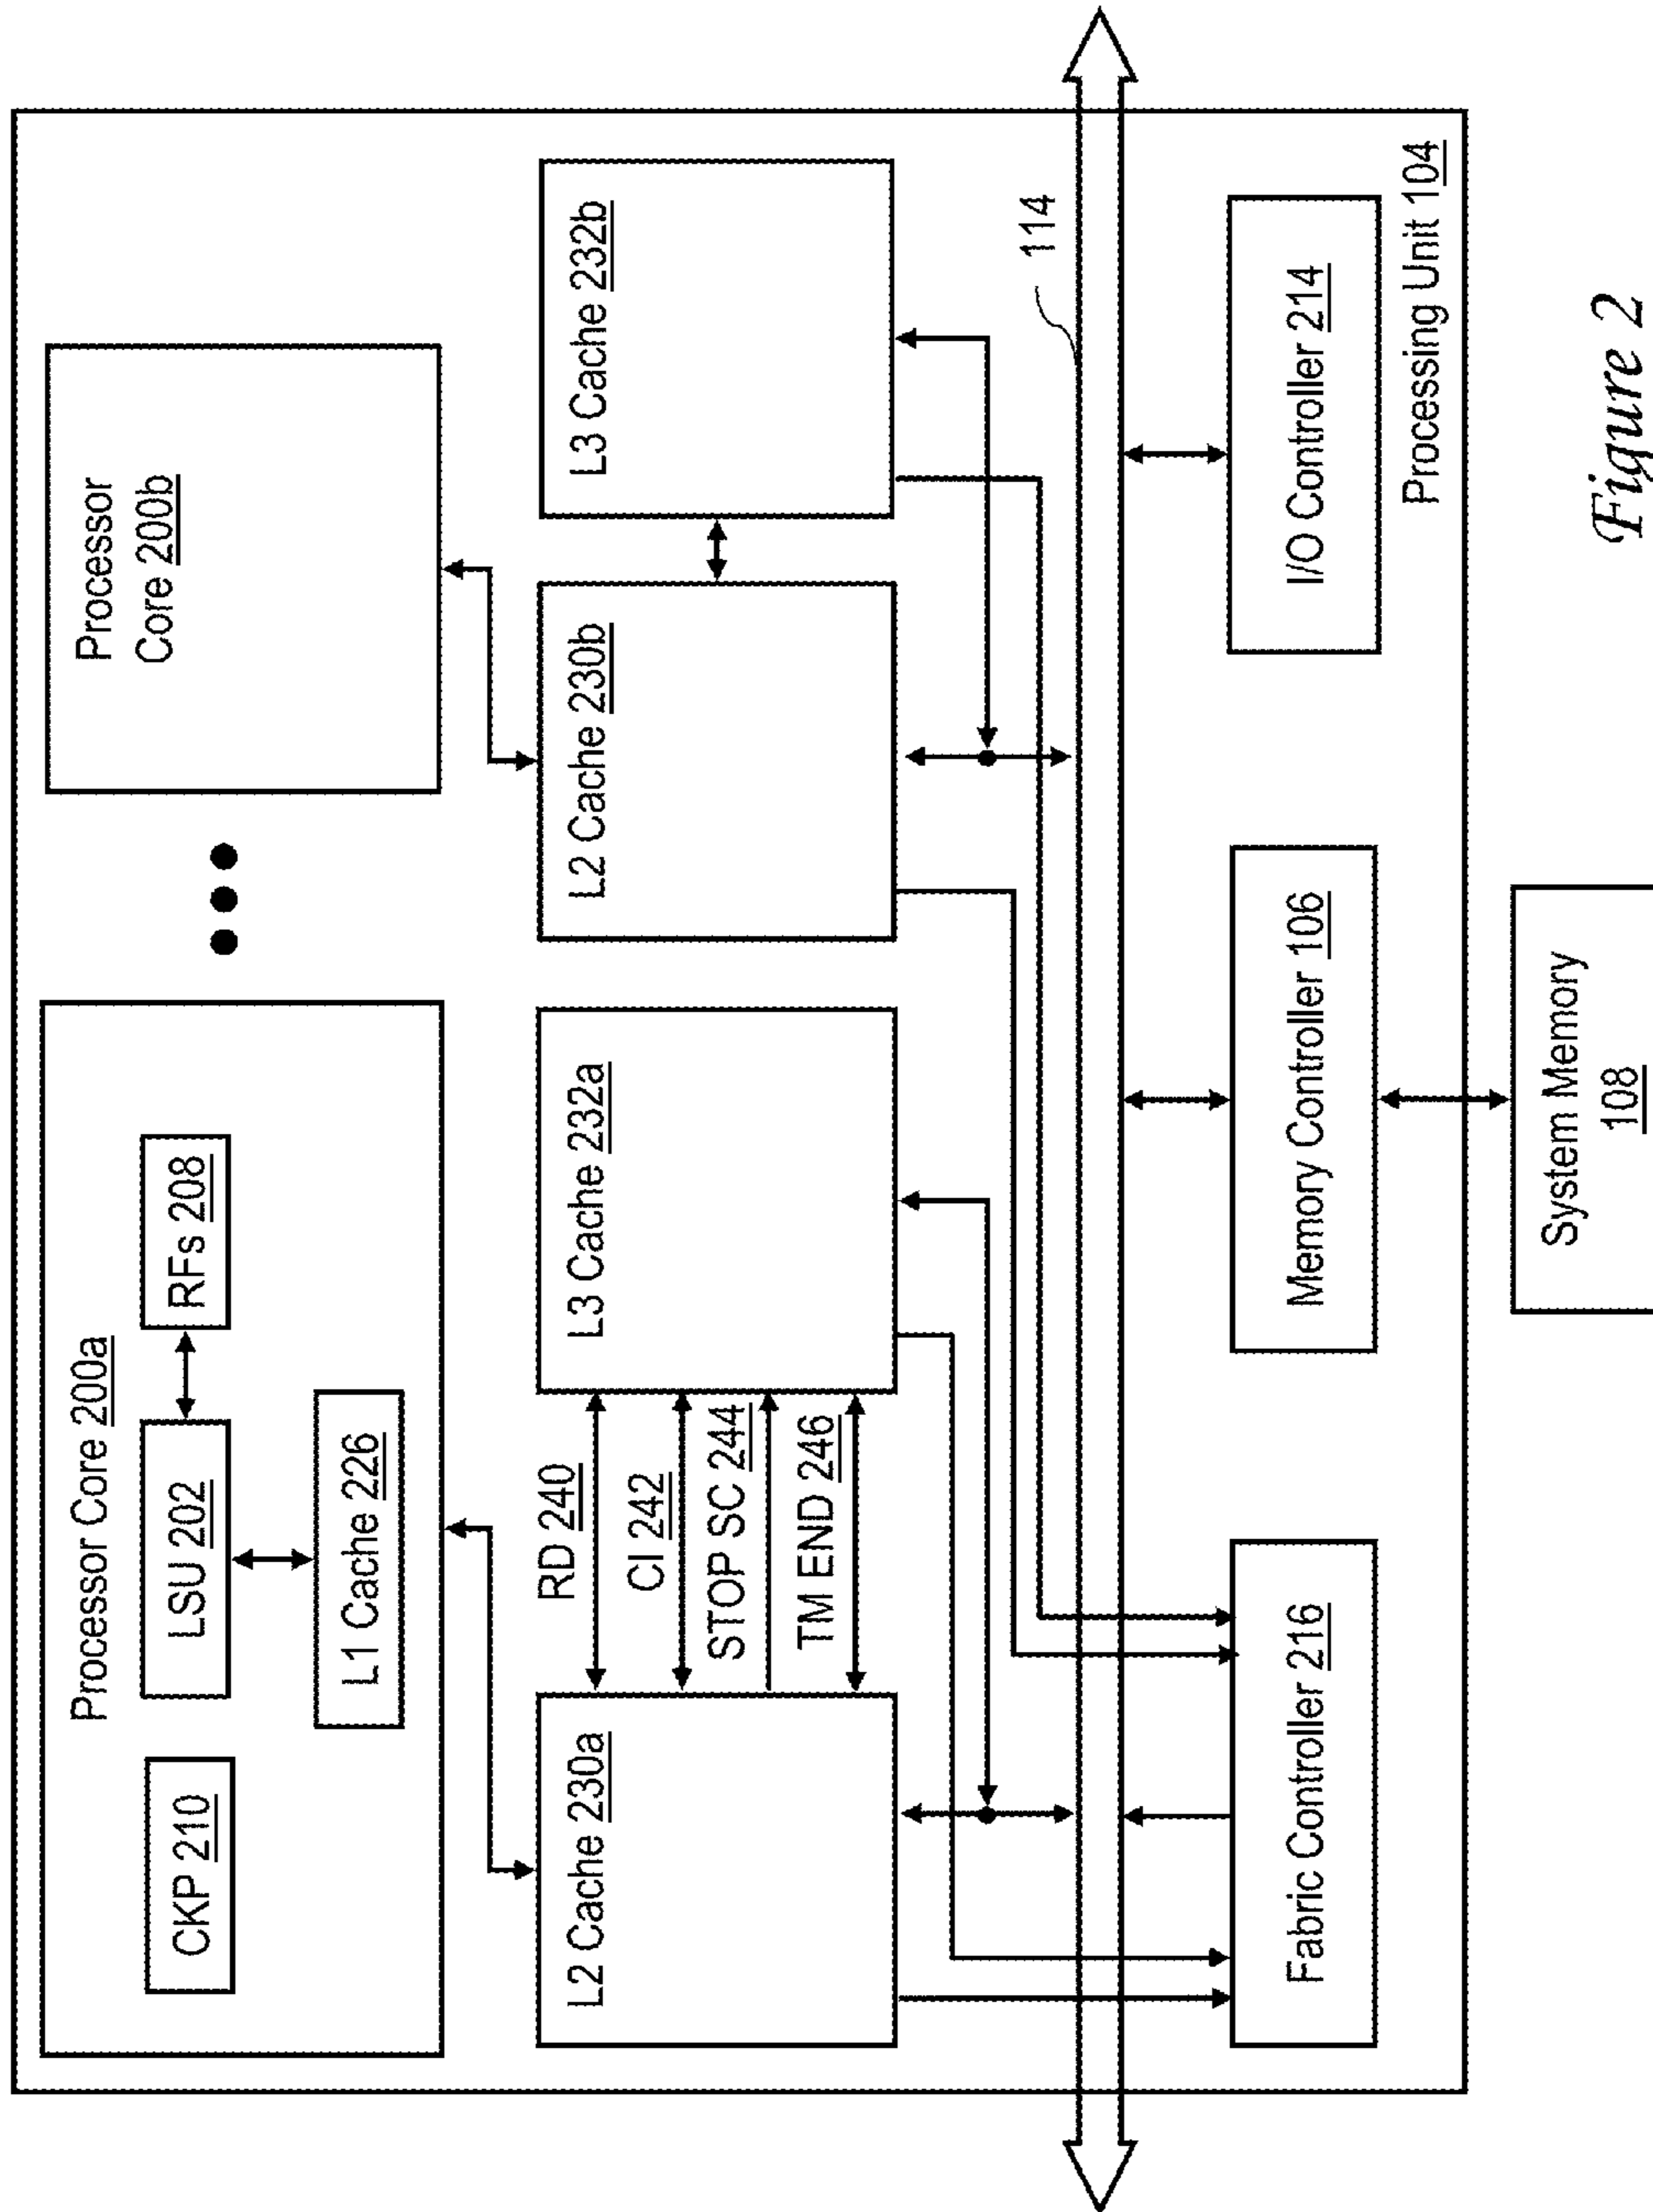 Processor Core 200a
CKP 210
LSU 202
RFs 208
L1 Cache 226
Processor
Core 200b
L2 Cache 230a
RD 240
CI 242
STOP SC 244
TM END 246
L3 Cache 232a
L2 Cache 230b
L3 Cache 232b
114
Fabric Controller 216
Memory Controller 106
I/O Controller 214
Processing Unit 104
System Memory
108
Figure 2